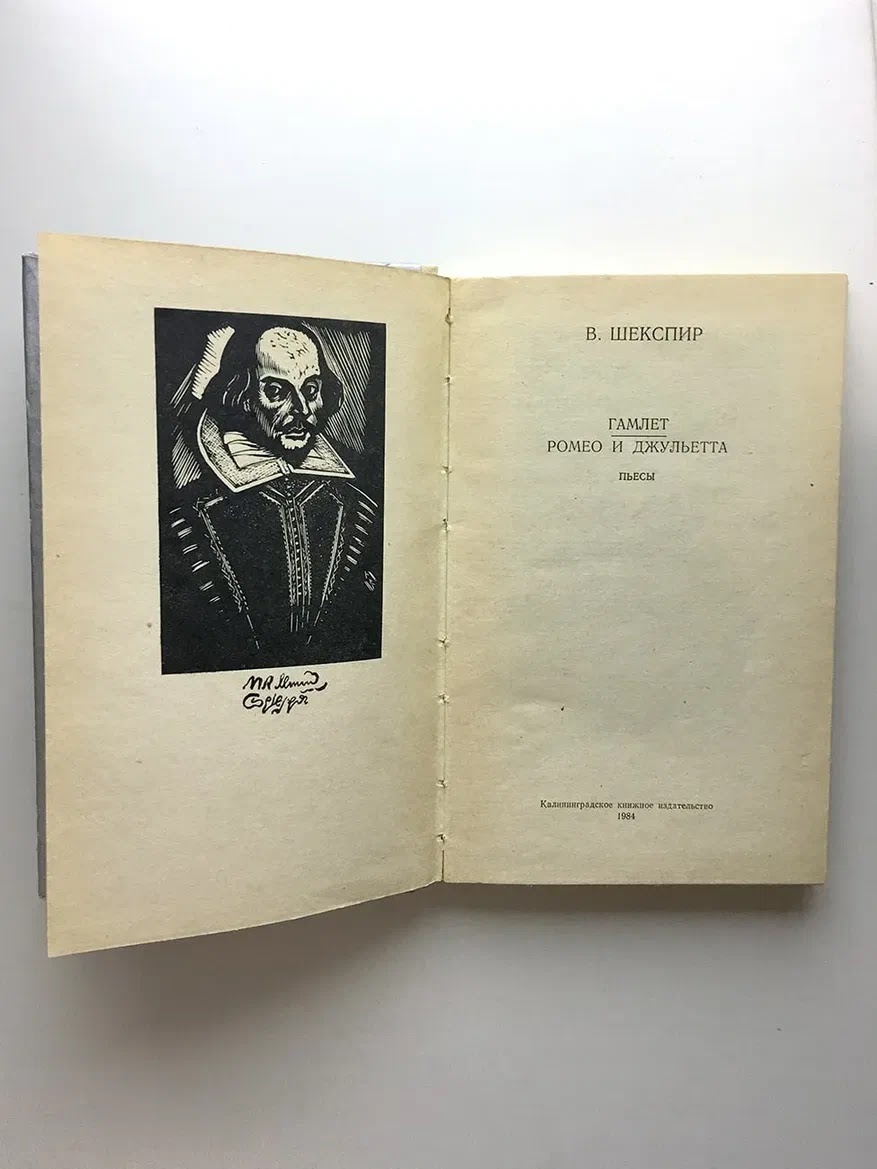 В. ШЕКСПИР
ГАМЛЕТ
РОМЕО И ДЖУЛЬЕТТА
ПЬЕСЫ
Калининградское книжное издательство
1984